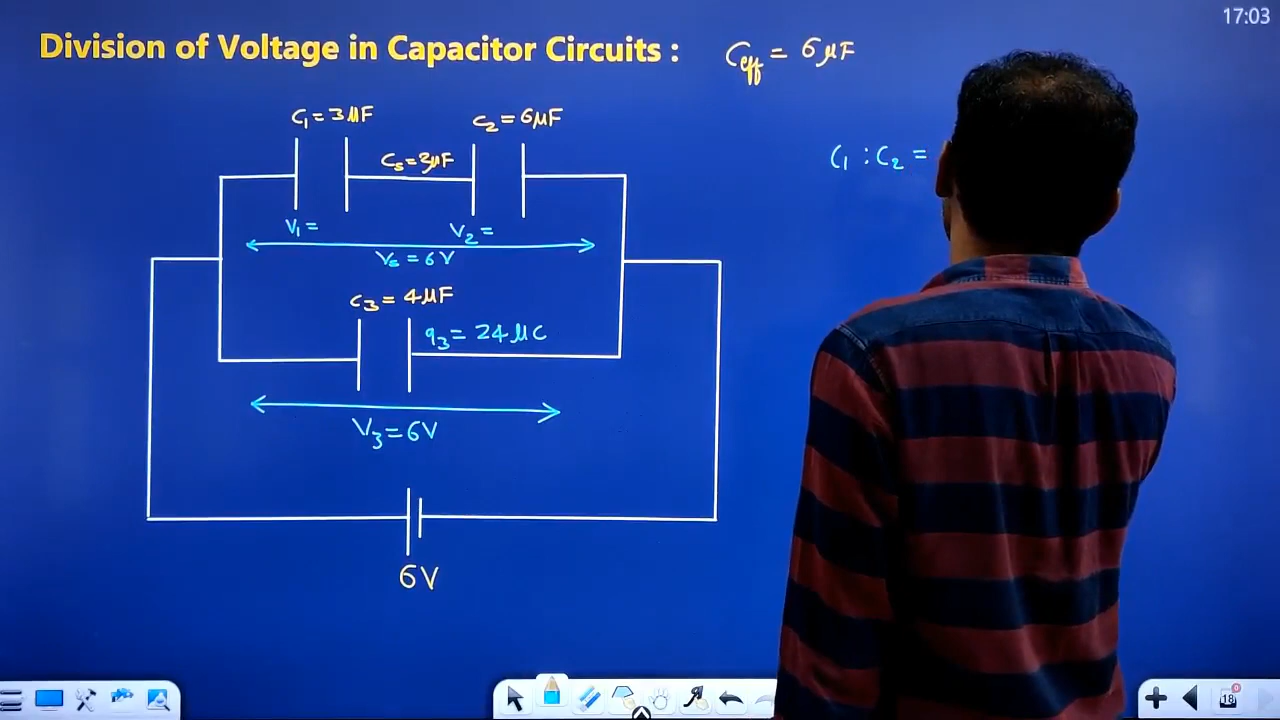 17:03
Division of Voltage in Capacitor Circuits :
Ceff = 6μF
C1=3μF
C2=6μF
Cs=2μF
C1 : C2 =
V1 =
V2 =
Vs = 6V
C3= 4μF
q3= 24μC
V3=6V
6V
18